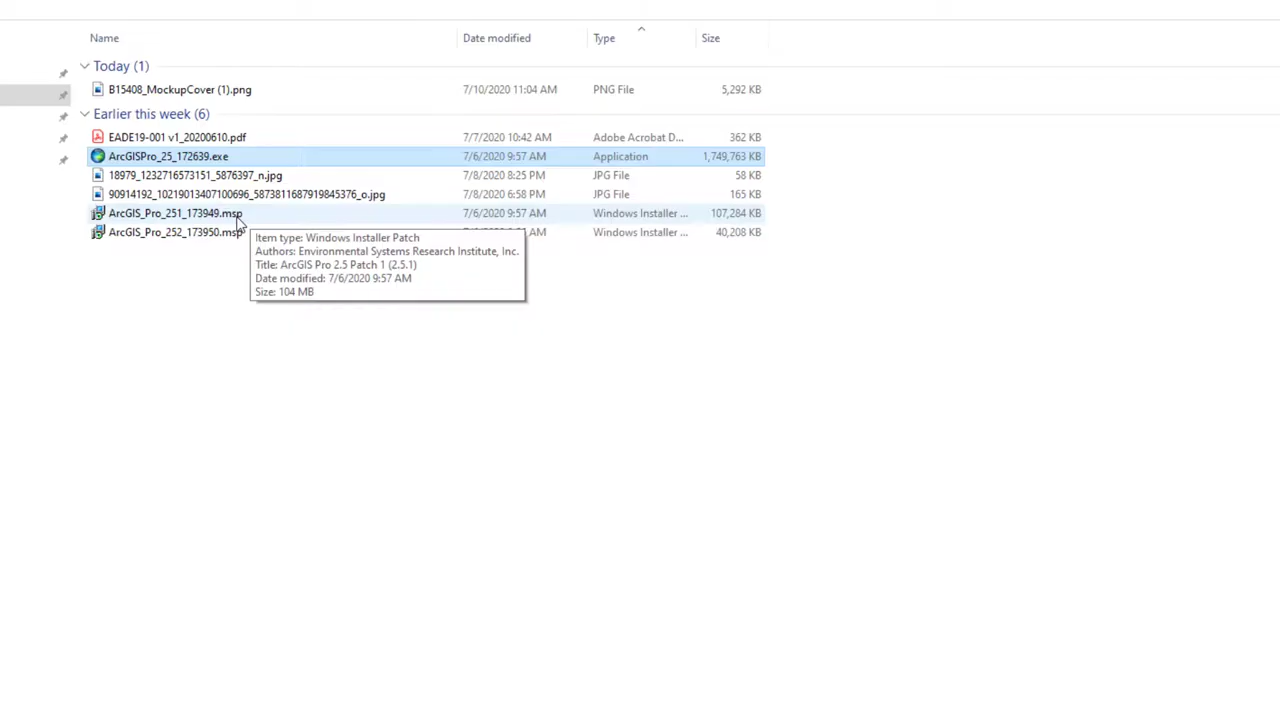 Name Date modified Type Size
Today (1)
B15408_MockupCover (1).png 7/10/2020 11:04 AM PNG File 5,292 KB
Earlier this week (6)
EADE19-001 v1_20200610.pdf 7/7/2020 10:42 AM Adobe Acrobat D... 362 KB
ArcGISPro_25_172639.exe 7/6/2020 9:57 AM Application 1,749,763 KB
18979_1232716573151_5876397_n.jpg 7/8/2020 8:25 PM JPG File 58 KB
90914192_10219013407100696_5873811687919845376_o.jpg 7/8/2020 6:58 PM JPG File 165 KB
ArcGIS_Pro_251_173949.msp 7/6/2020 9:57 AM Windows Installer ... 107,284 KB
ArcGIS_Pro_252_173950.msp Windows Installer ... 40,208 KB
Item type: Windows Installer Patch
Authors: Environmental Systems Research Institute, Inc.
Title: ArcGIS Pro 2.5 Patch 1 (2.5.1)
Date modified: 7/6/2020 9:57 AM
Size: 104 MB